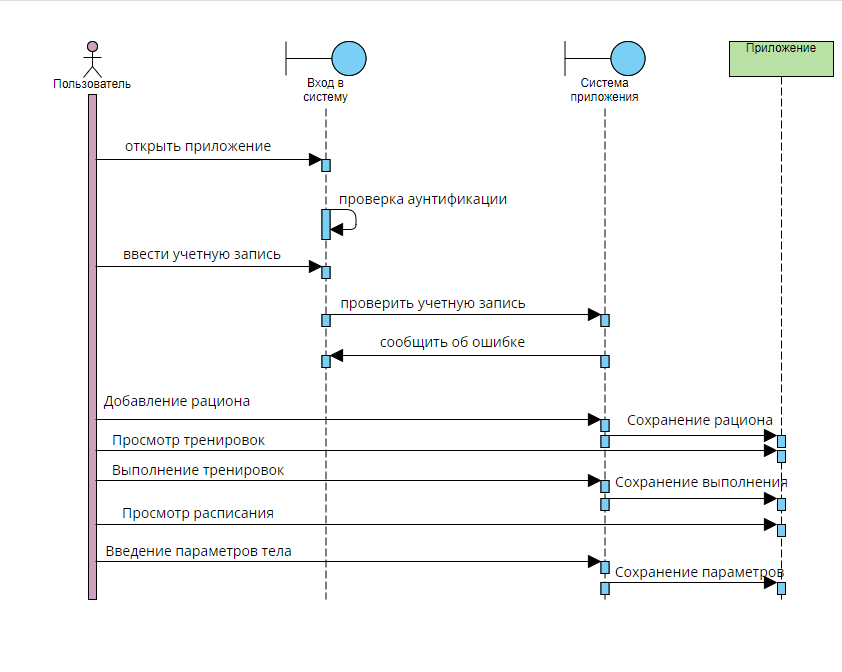 Пользователь
Вход в
систему
Система
приложения
Приложение
открыть приложение
проверка аунтификации
ввести учетную запись
проверить учетную запись
сообщить об ошибке
Добавление рациона
Сохранение рациона
Просмотр тренировок
Выполнение тренировок
Сохранение выполнения
Просмотр расписания
Введение параметров тела
Сохранение параметров